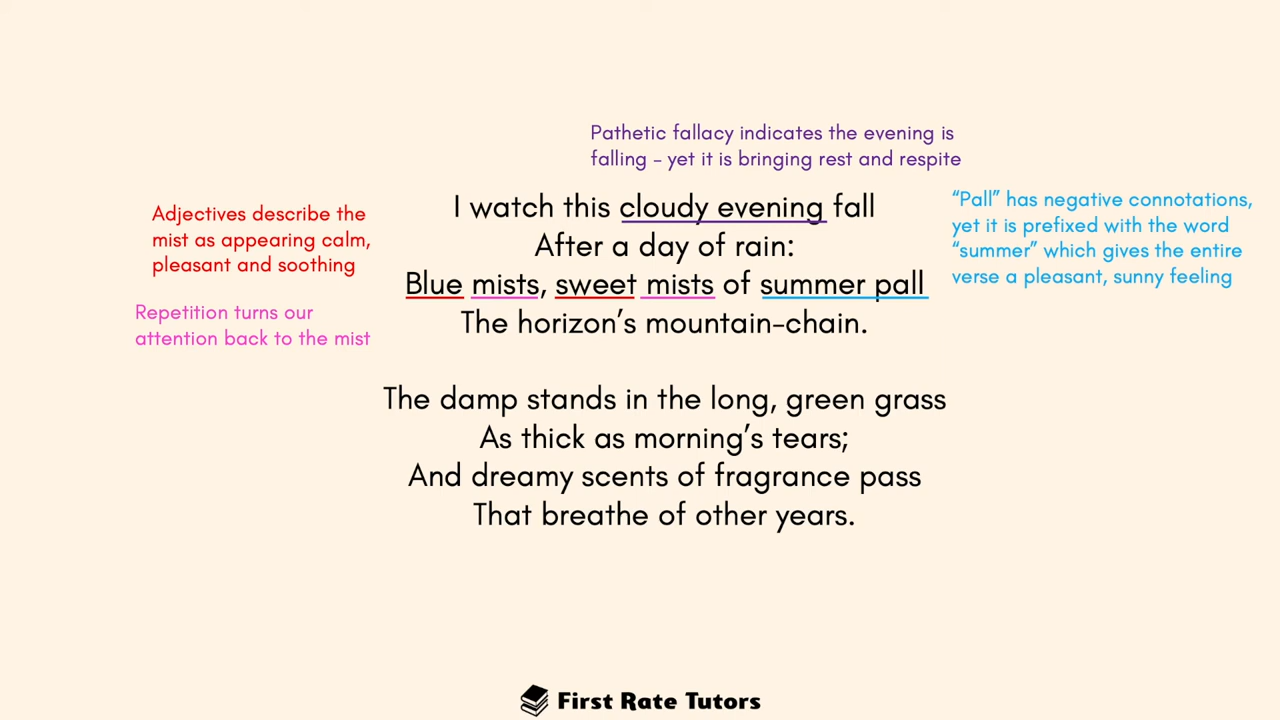 Pathetic fallacy indicates the evening is
falling – yet it is bringing rest and respite
Adjectives describe the
mist as appearing calm,
pleasant and soothing
Repetition turns our
attention back to the mist
I watch this cloudy evening fall
After a day of rain:
Blue mists, sweet mists of summer pall
The horizon’s mountain-chain.
“Pall” has negative connotations,
yet it is prefixed with the word
“summer” which gives the entire
verse a pleasant, sunny feeling
The damp stands in the long, green grass
As thick as morning’s tears;
And dreamy scents of fragrance pass
That breathe of other years.
First Rate Tutors